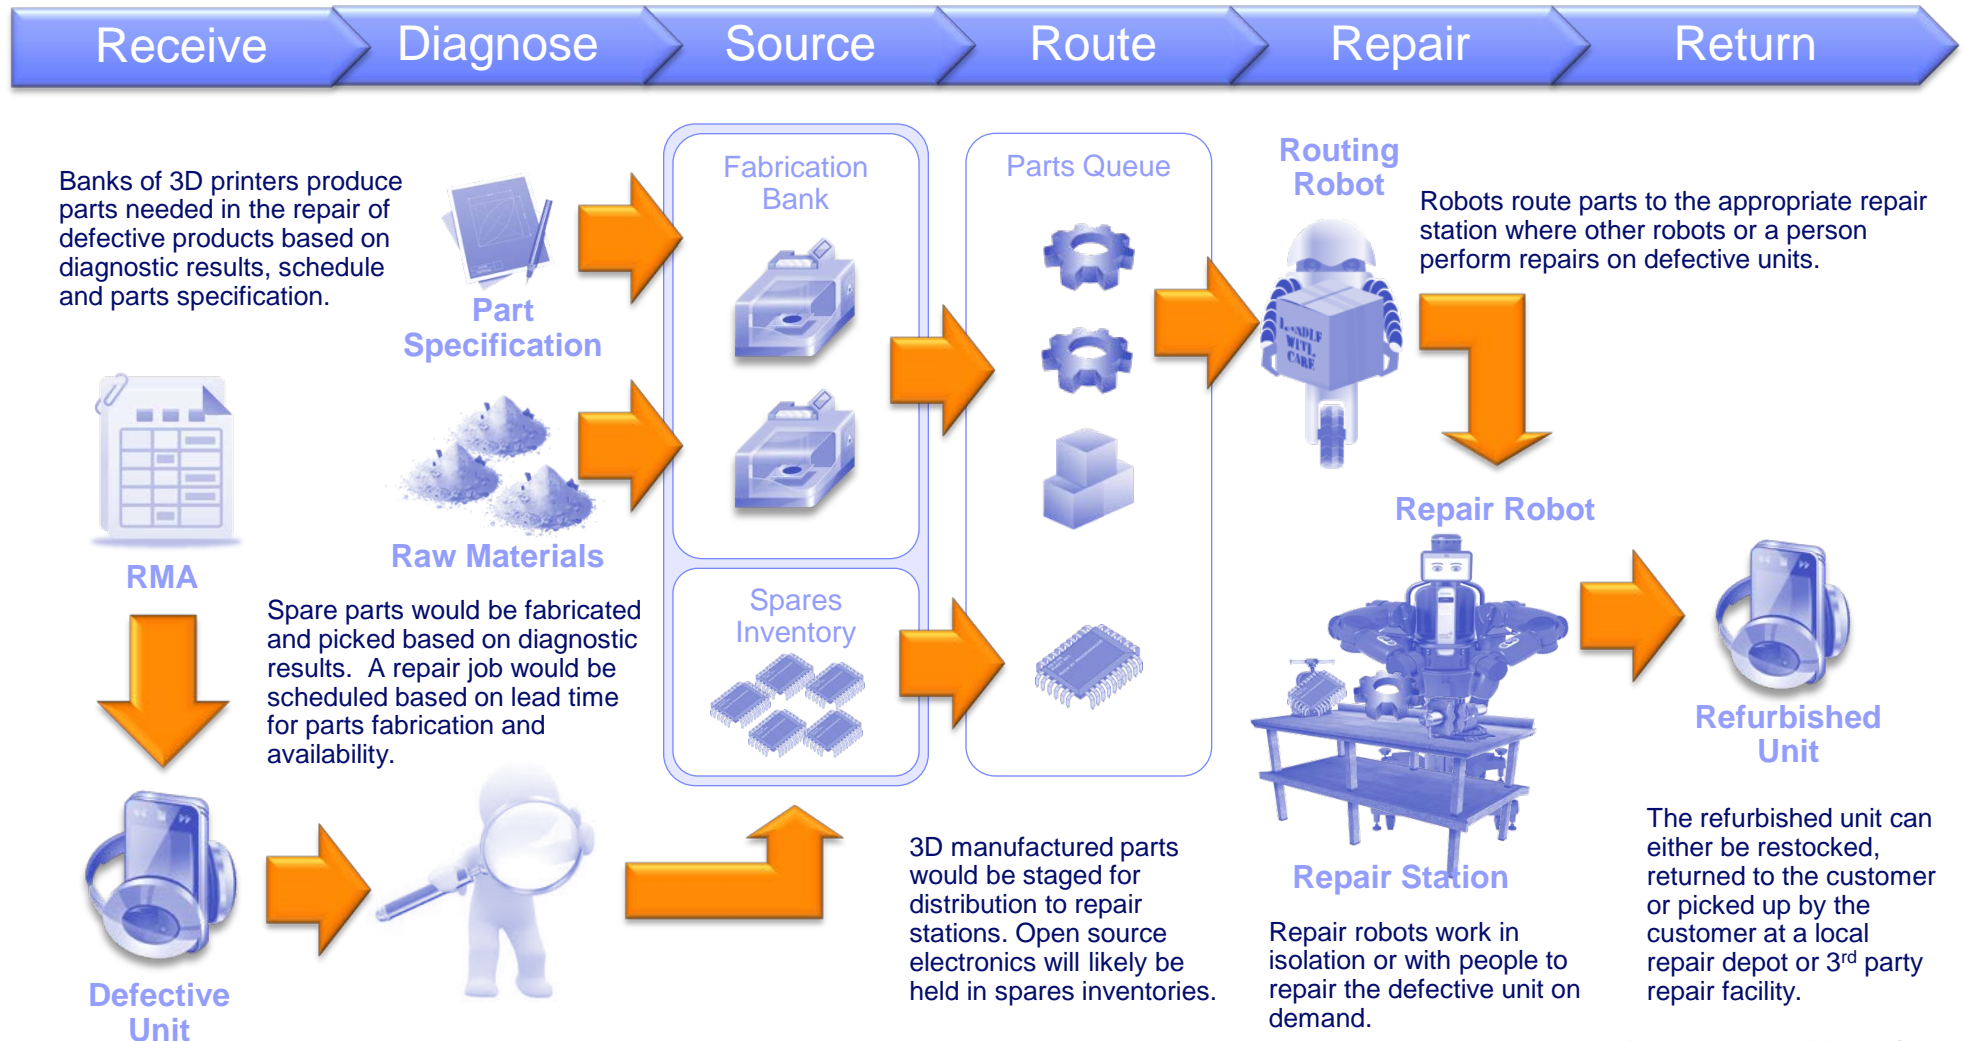 Receive
Diagnose
Source
Route
Repair
Return
Banks of 3D printers produce
parts needed in the repair of
defective products based on
diagnostic results, schedule
and parts specification.
Part
Specification
Fabrication
Bank
Parts Queue
Routing
Robot
Robots route parts to the appropriate repair
station where other robots or a person
perform repairs on defective units.
WITH
CARE
RMA
Raw Materials
Spare parts would be fabricated
and picked based on diagnostic
results.  A repair job would be
scheduled based on lead time
for parts fabrication and
availability.
Spares
Inventory
Repair Robot
Refurbished
Unit
Defective
Unit
3D manufactured parts
would be staged for
distribution to repair
stations. Open source
electronics will likely be
held in spares inventories.
Repair Station
Repair robots work in
isolation or with people to
repair the defective unit on
demand.
The refurbished unit can
either be restocked,
returned to the customer
or picked up by the
customer at a local
repair depot or 3rd party
repair facility.